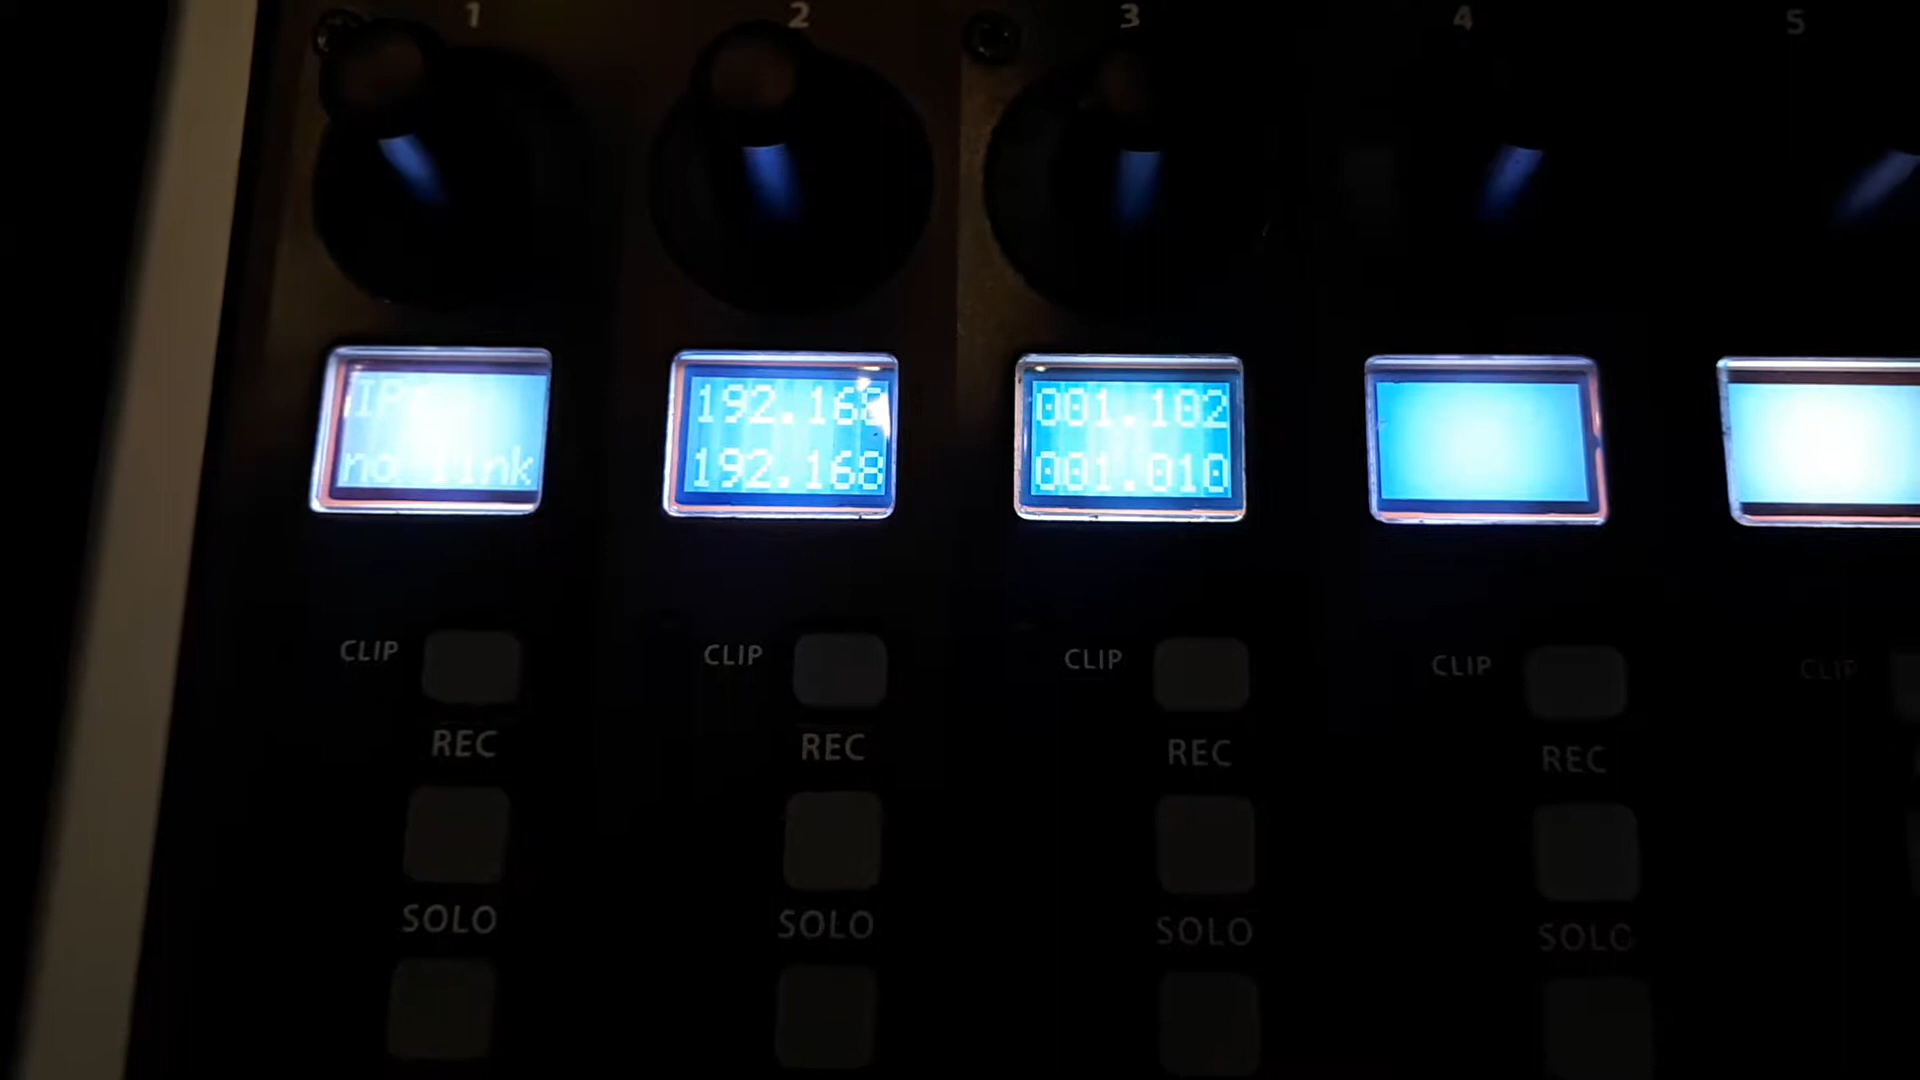 1 2 3 4 5
IP 192.168 001.102
no link 192.168 001.010
CLIP CLIP CLIP CLIP CLIP
REC REC REC REC
SOLO SOLO SOLO SOLO